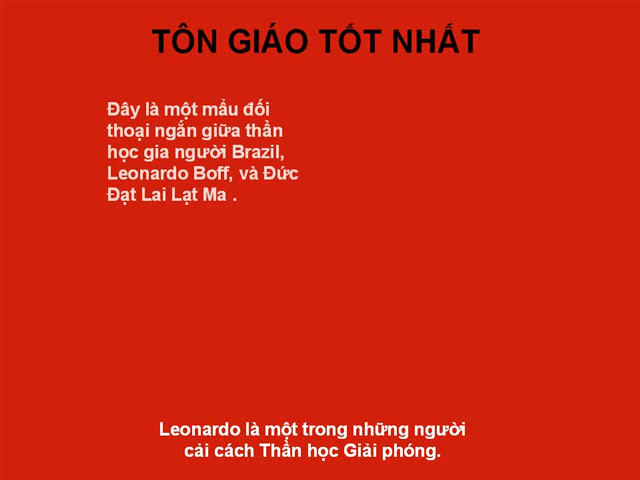 TÔN GIÁO TỐT NHẤT
Đây là một mẩu đối
thoại ngắn giữa thần
học gia người Brazil,
Leonardo Boff, và Đức
Đạt Lai Lạt Ma .
Leonardo là một trong những người
cải cách Thần học Giải phóng.